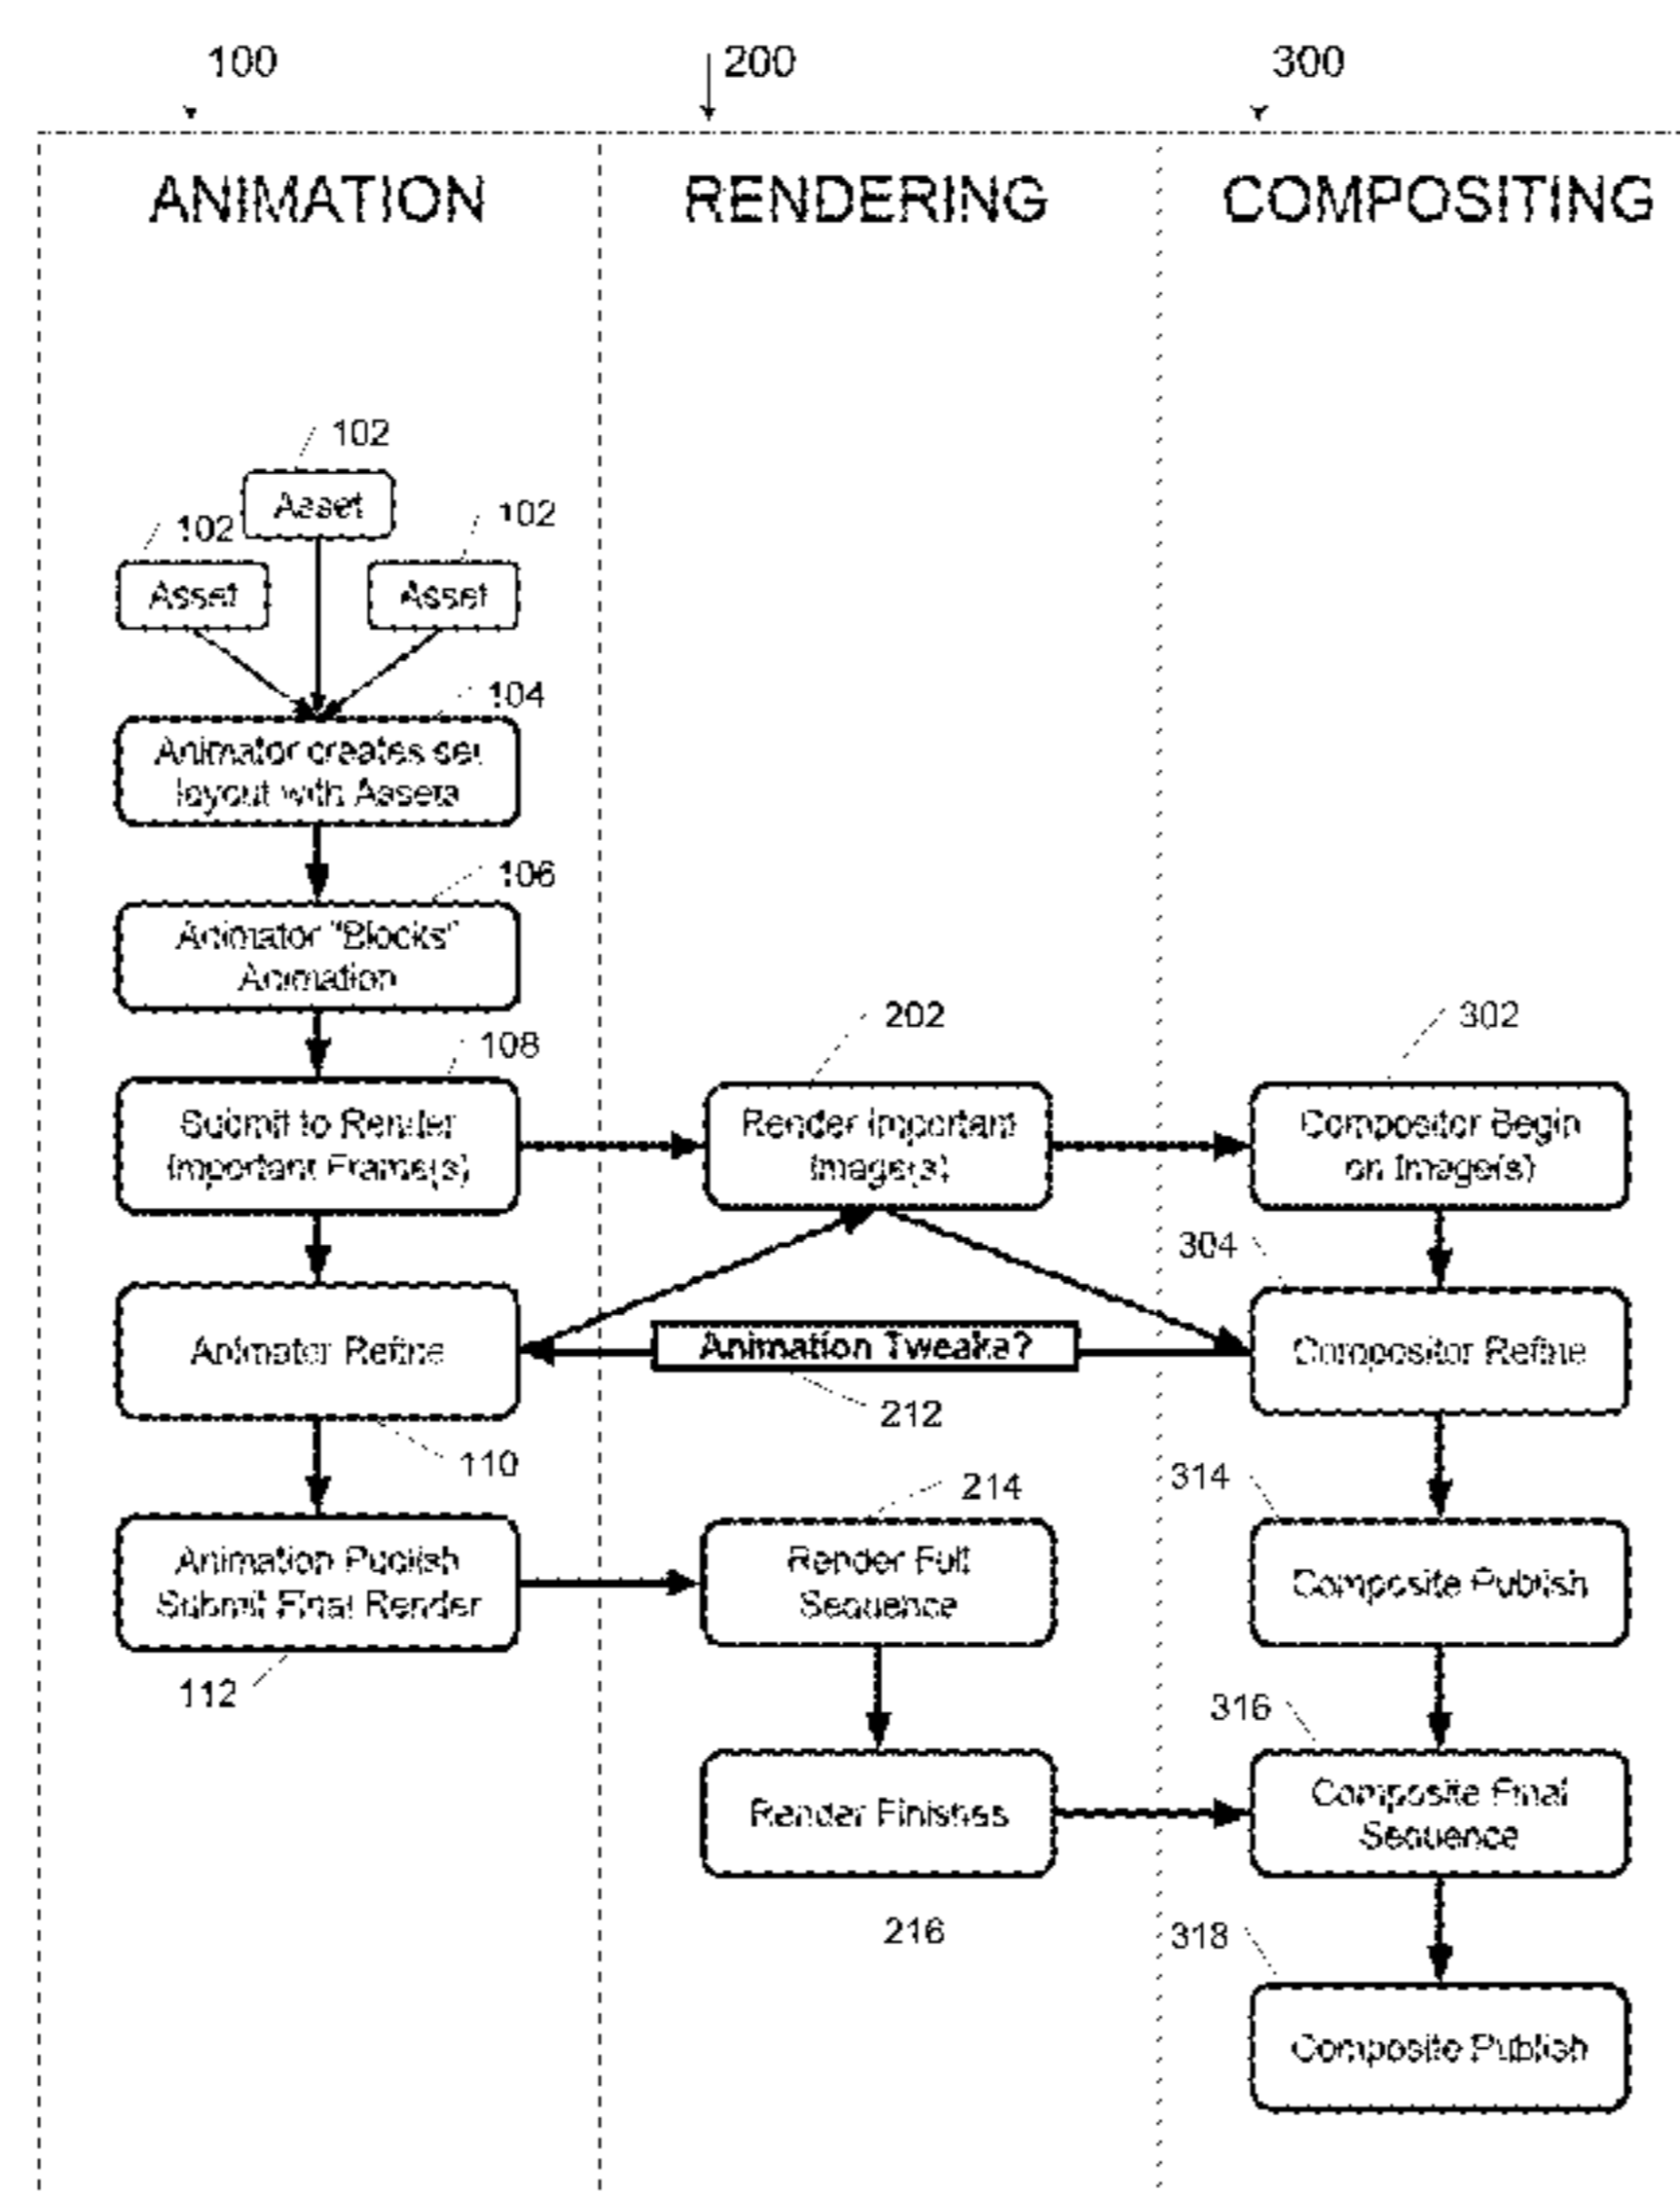 100
200
300
ANIMATION
RENDERING
COMPOSITING
102
Asset
102
Asset
102
Asset
104
Animator creates set
layout with Assets
106
Animator "Blocks"
Animation
108
Submit to Render
Important Frame(s)
202
Render Important
Image(s)
302
Compositor Begin
on Image(s)
304
Animator Refine
Animation Tweaks?
Compositor Refine
212
110
214
314
Animation Publish
Submit Final Render
Render Full
Sequence
Composite Publish
112
316
Render Finishes
Composite Final
Sequence
216
318
Composite Publish